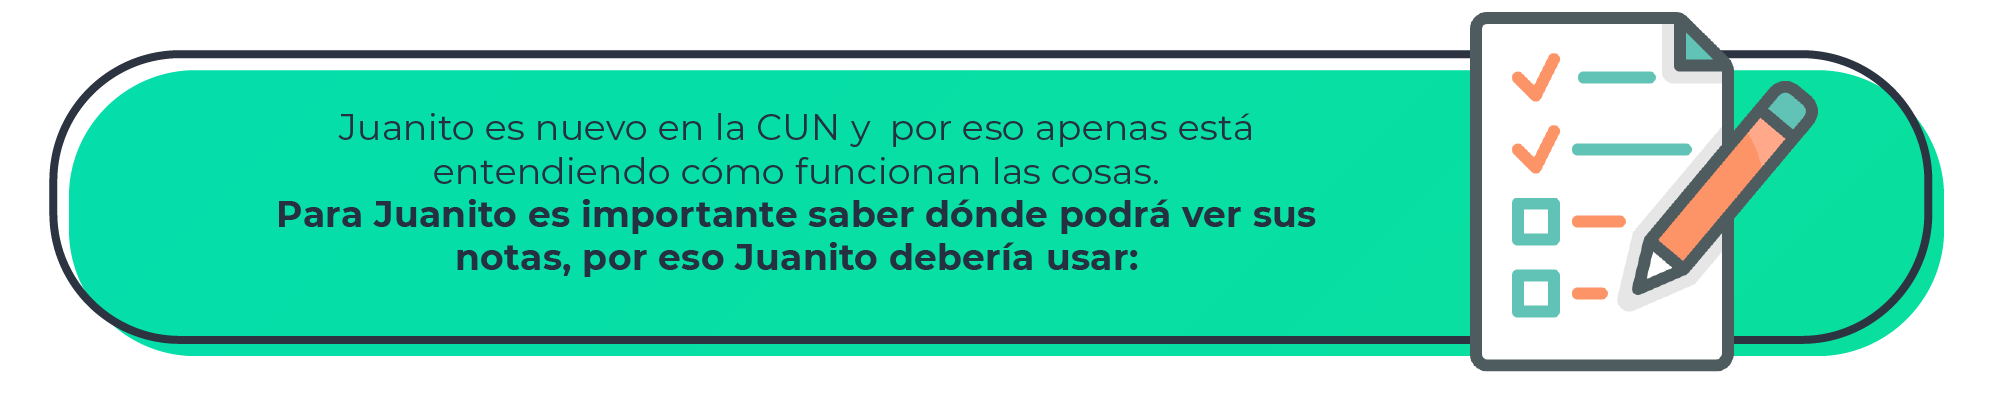 Juanito es nuevo en la CUN y  por eso apenas está
entendiendo cómo funcionan las cosas.
Para Juanito es importante saber dónde podrá ver sus
notas, por eso Juanito debería usar: